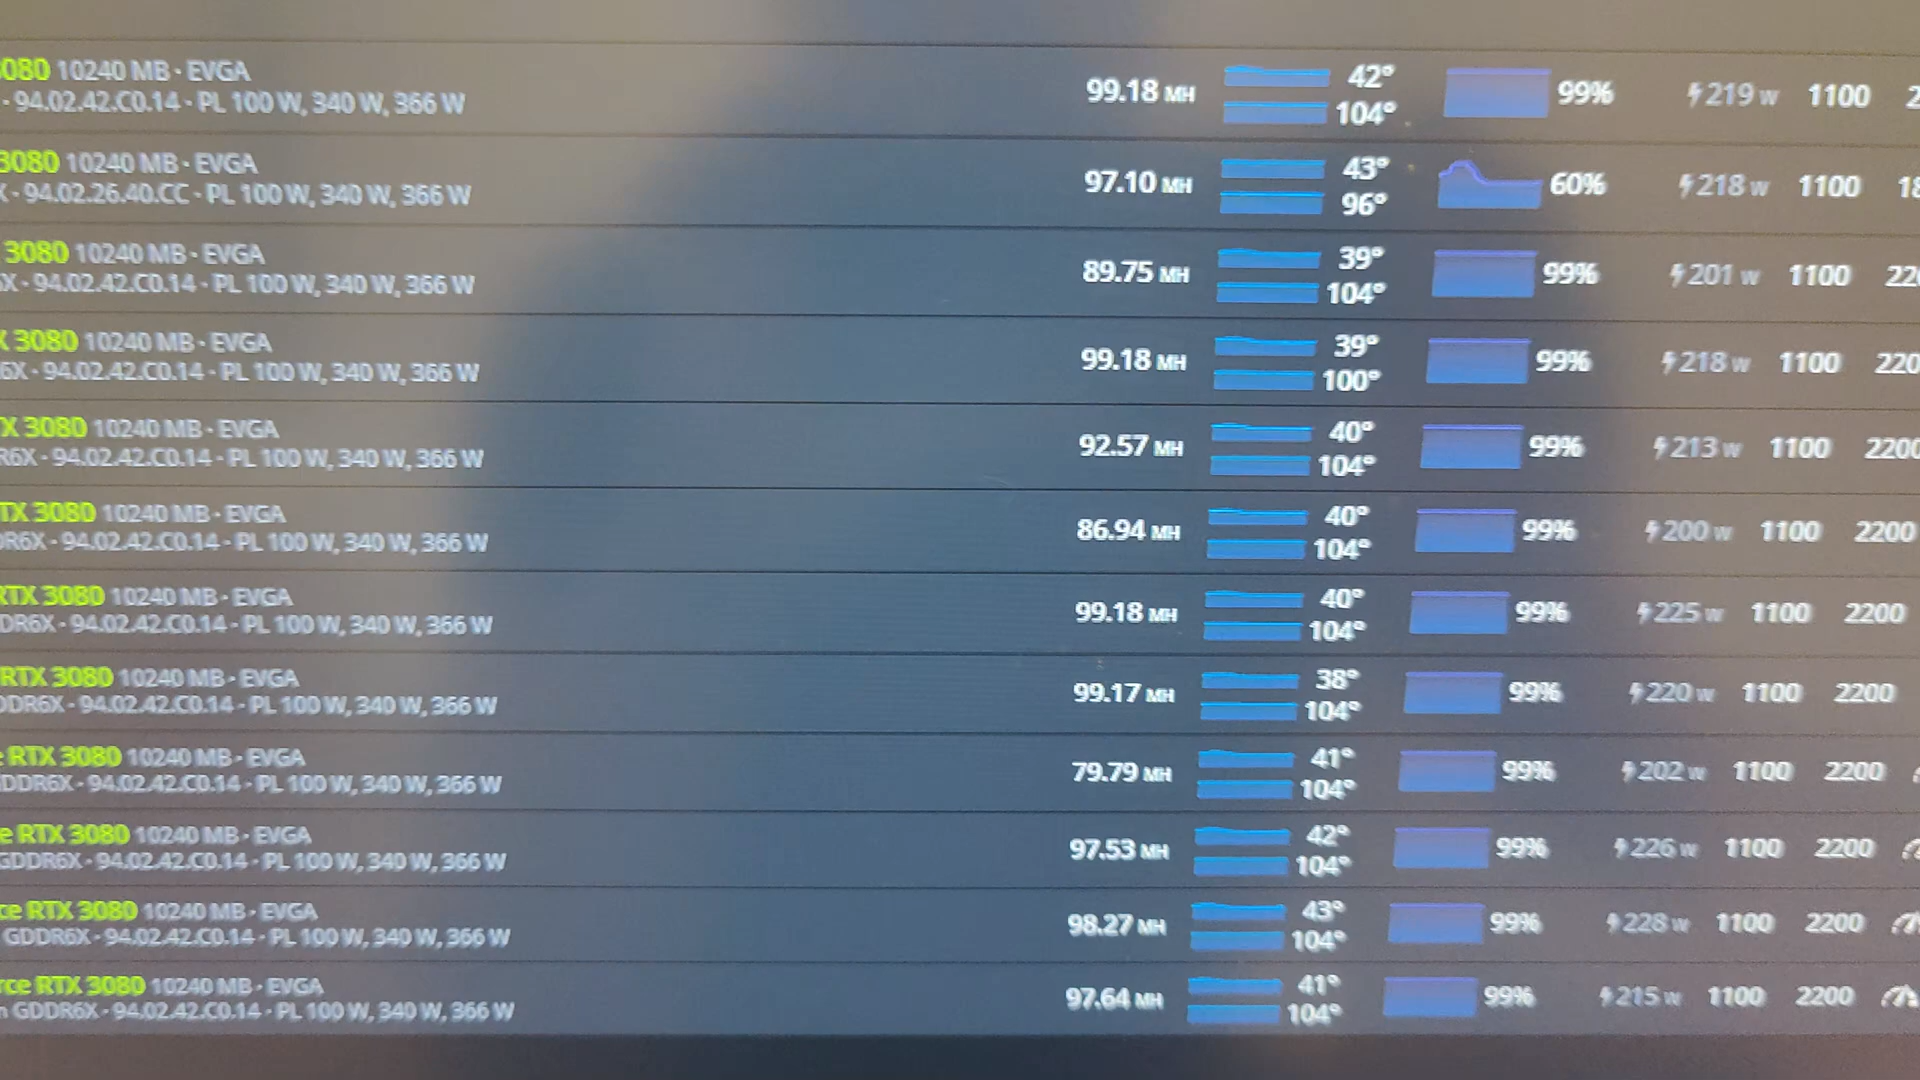 3080 10240 MB · EVGA 99.18 MH 42° 99% 219 W 1100
· 94.02.42.C0.14 · PL 100 W, 340 W, 366 W 104°
3080 10240 MB · EVGA 97.10 MH 43° 60% 218 W 1100
· 94.02.26.40.CC · PL 100 W, 340 W, 366 W 96°
3080 10240 MB · EVGA 89.75 MH 39° 99% 201 W 1100 220
6X · 94.02.42.C0.14 · PL 100 W, 340 W, 366 W 104°
X 3080 10240 MB · EVGA 99.18 MH 39° 99% 218 W 1100 220
6X · 94.02.42.C0.14 · PL 100 W, 340 W, 366 W 100°
TX 3080 10240 MB · EVGA 92.57 MH 40° 99% 213 W 1100 2200
R6X · 94.02.42.C0.14 · PL 100 W, 340 W, 366 W 104°
TX 3080 10240 MB · EVGA 86.94 MH 40° 99% 200 W 1100 2200
DR6X · 94.02.42.C0.14 · PL 100 W, 340 W, 366 W 104°
RTX 3080 10240 MB · EVGA 99.18 MH 40° 99% 225 W 1100 2200
DR6X · 94.02.42.C0.14 · PL 100 W, 340 W, 366 W 104°
RTX 3080 10240 MB · EVGA 99.17 MH 38° 99% 220 W 1100 2200
DDR6X · 94.02.42.C0.14 · PL 100 W, 340 W, 366 W 104°
e RTX 3080 10240 MB · EVGA 79.79 MH 41° 99% 202 W 1100 2200
DDR6X · 94.02.42.C0.14 · PL 100 W, 340 W, 366 W 104°
e RTX 3080 10240 MB · EVGA 97.53 MH 42° 99% 226 W 1100 2200
GDDR6X · 94.02.42.C0.14 · PL 100 W, 340 W, 366 W 104°
ce RTX 3080 10240 MB · EVGA 98.27 MH 43° 99% 228 W 1100 2200
GDDR6X · 94.02.42.C0.14 · PL 100 W, 340 W, 366 W 104°
rce RTX 3080 10240 MB · EVGA 97.64 MH 41° 99% 215 W 1100 2200
n GDDR6X · 94.02.42.C0.14 · PL 100 W, 340 W, 366 W 104°